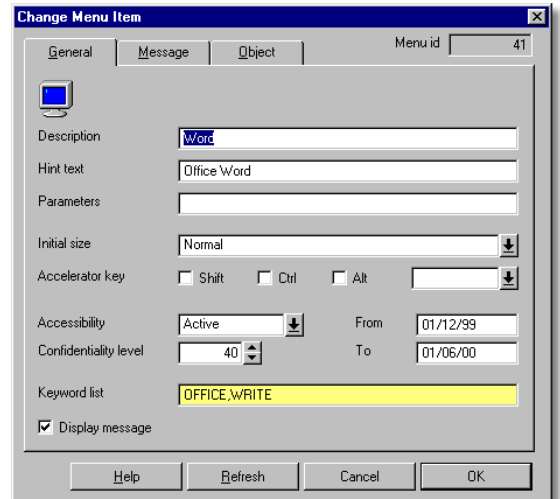 Change Menu Item
General Message Object Menu id 41
Description Word
Hint text Office Word
Parameters
Initial size Normal
Accelerator key Shift Ctrl Alt
Accessibility Active From 01/12/99
Confidentiality level 40 To 01/06/00
Keyword list OFFICE,WRITE
Display message
Help Refresh Cancel OK